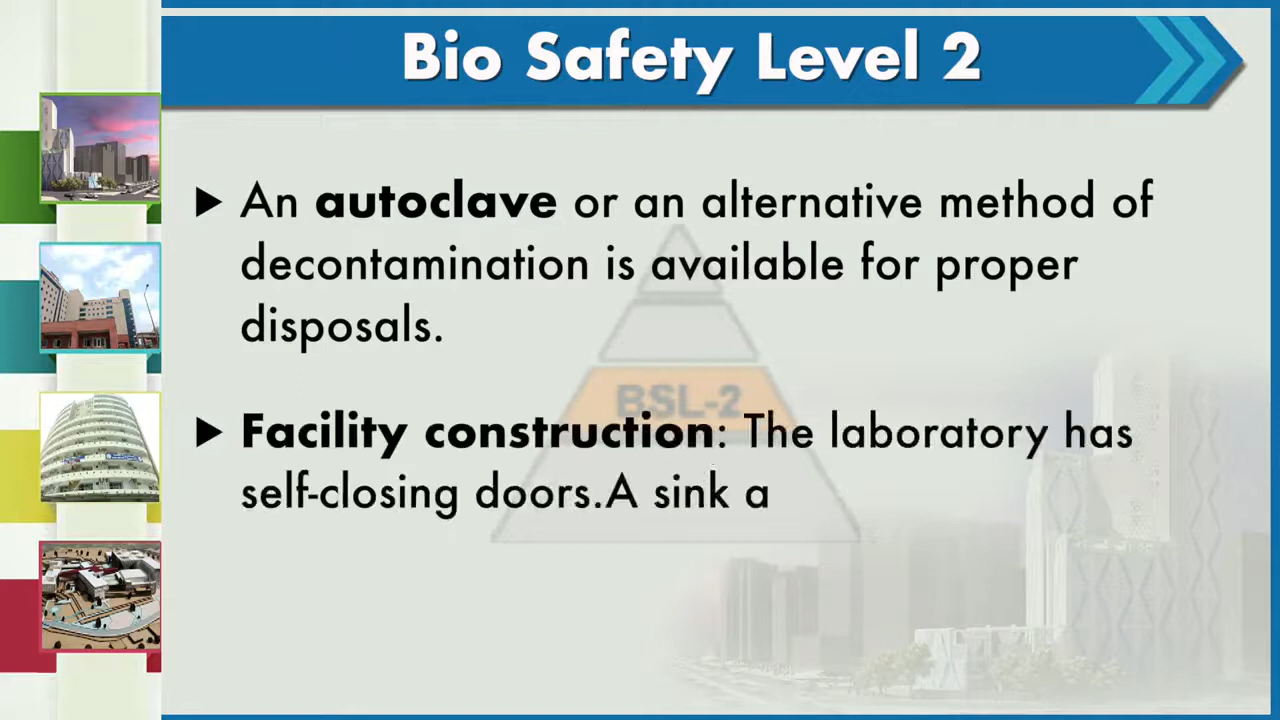 Bio Safety Level 2
▶ An autoclave or an alternative method of
decontamination is available for proper
disposals.
BSL-2
▶ Facility construction: The laboratory has
self-closing doors.A sink a